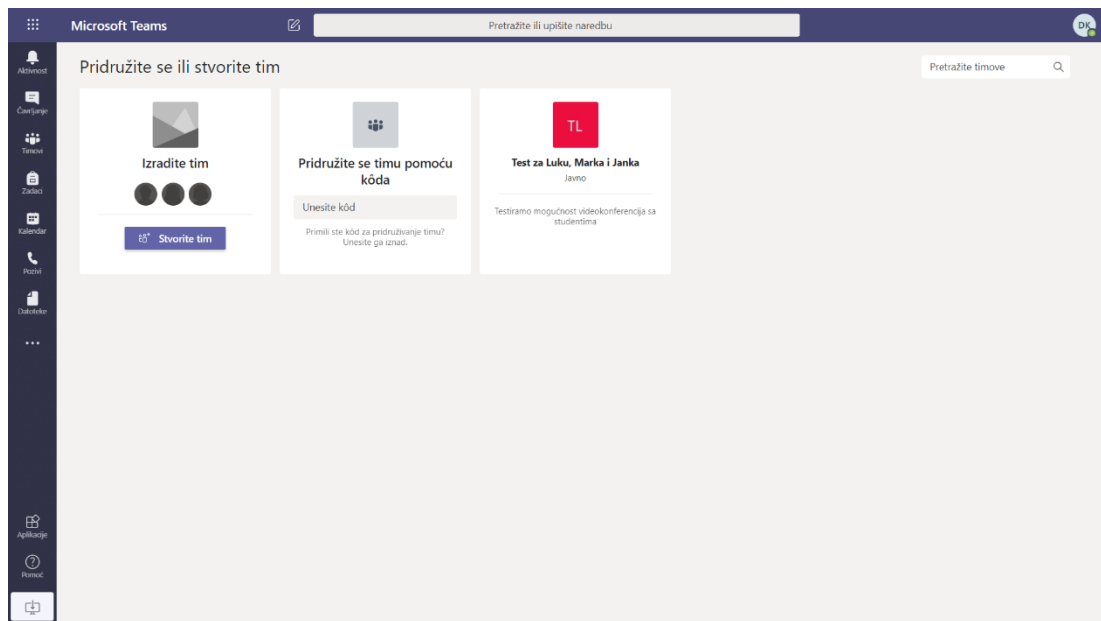 Microsoft Teams
Pretražite ili upišite naredbu
DK
Aktivnost
Čavrljanje
Timovi
Zadaci
Kalendar
Pozivi
Datoteke
Aplikacije
Pomoć
Pridružite se ili stvorite tim
Pretražite timove
Izradite tim
Stvorite tim
Pridružite se timu pomoću
kôda
Unesite kôd
Primili ste kôd za pridruživanje timu?
Unesite ga iznad.
TL
Test za Luku, Marka i Janka
Javno
Testiramo mogućnost videokonferencija sa
studentima